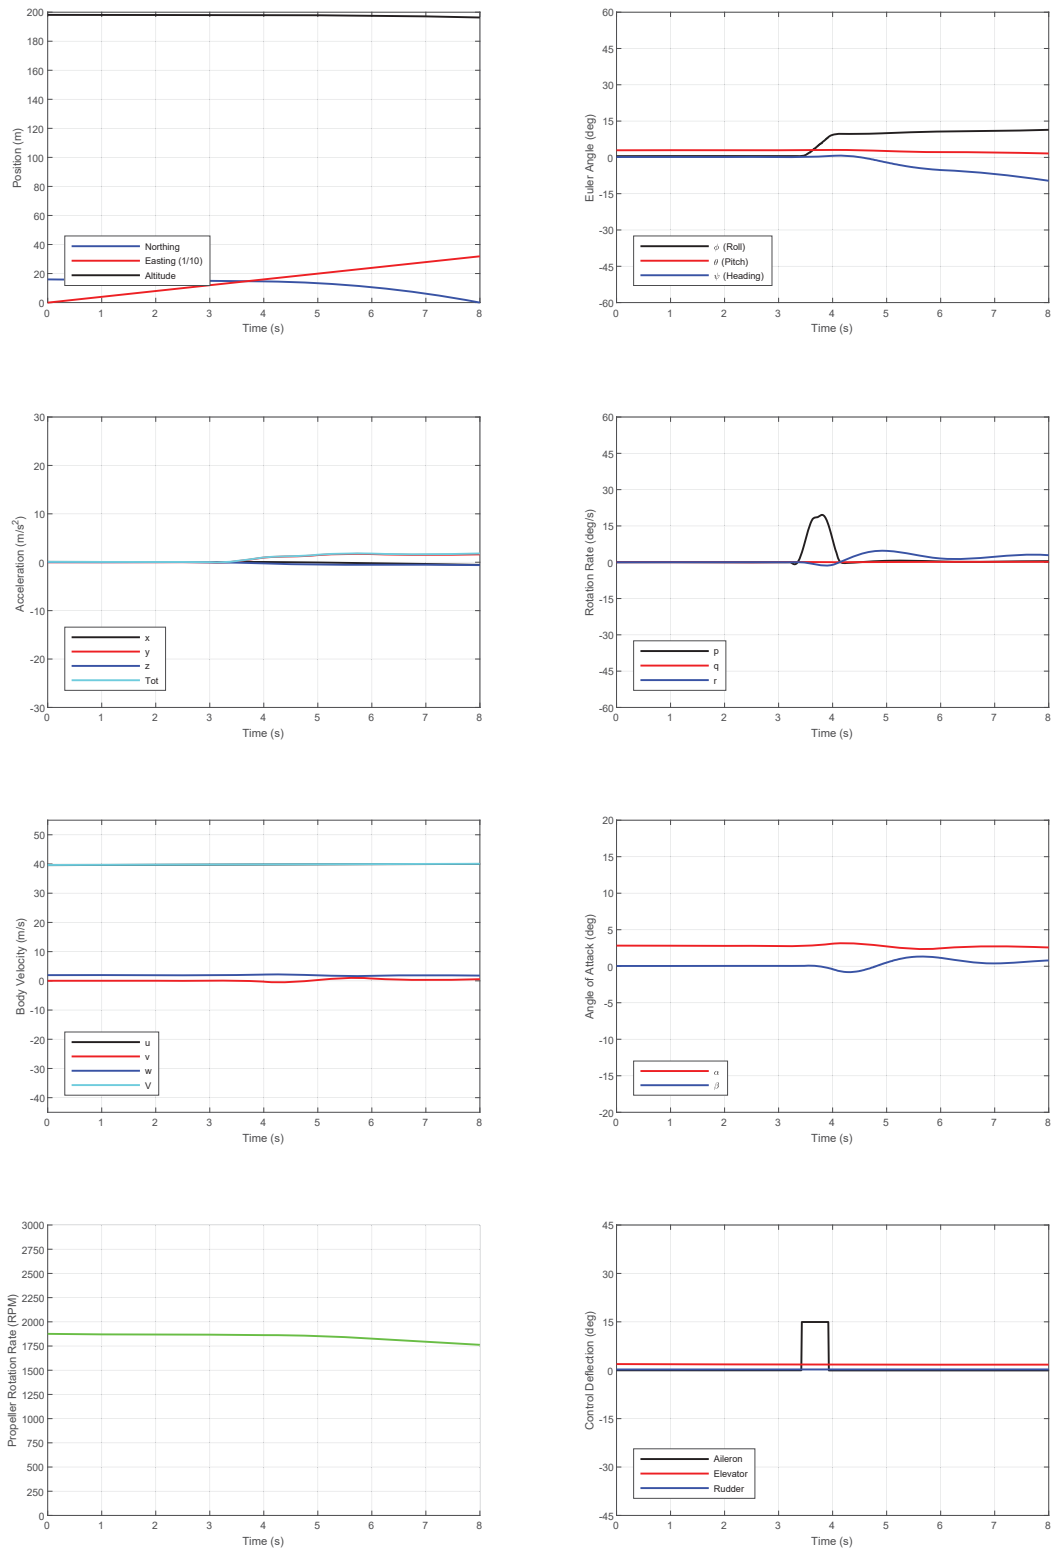 200
180
160
140
120
100
80
60
40
20
0
Position (m)
Northing
Easting (1/10)
Altitude
0 1 2 3 4 5 6 7 8
Time (s)
60
45
30
15
0
-15
-30
-45
-60
Euler Angle (deg)
ϕ (Roll)
θ (Pitch)
ψ (Heading)
0 1 2 3 4 5 6 7 8
Time (s)
30
20
10
0
-10
-20
-30
Acceleration (m/s²)
x
y
z
Tot
0 1 2 3 4 5 6 7 8
Time (s)
60
45
30
15
0
-15
-30
-45
-60
Rotation Rate (deg/s)
p
q
r
0 1 2 3 4 5 6 7 8
Time (s)
50
40
30
20
10
0
-10
-20
-30
-40
Body Velocity (m/s)
u
v
w
V
0 1 2 3 4 5 6 7 8
Time (s)
20
15
10
5
0
-5
-10
-15
-20
Angle of Attack (deg)
α
β
0 1 2 3 4 5 6 7 8
Time (s)
3000
2750
2500
2250
2000
1750
1500
1250
1000
750
500
250
0
Propeller Rotation Rate (RPM)
0 1 2 3 4 5 6 7 8
Time (s)
45
30
15
0
-15
-30
-45
Control Deflection (deg)
Aileron
Elevator
Rudder
0 1 2 3 4 5 6 7 8
Time (s)